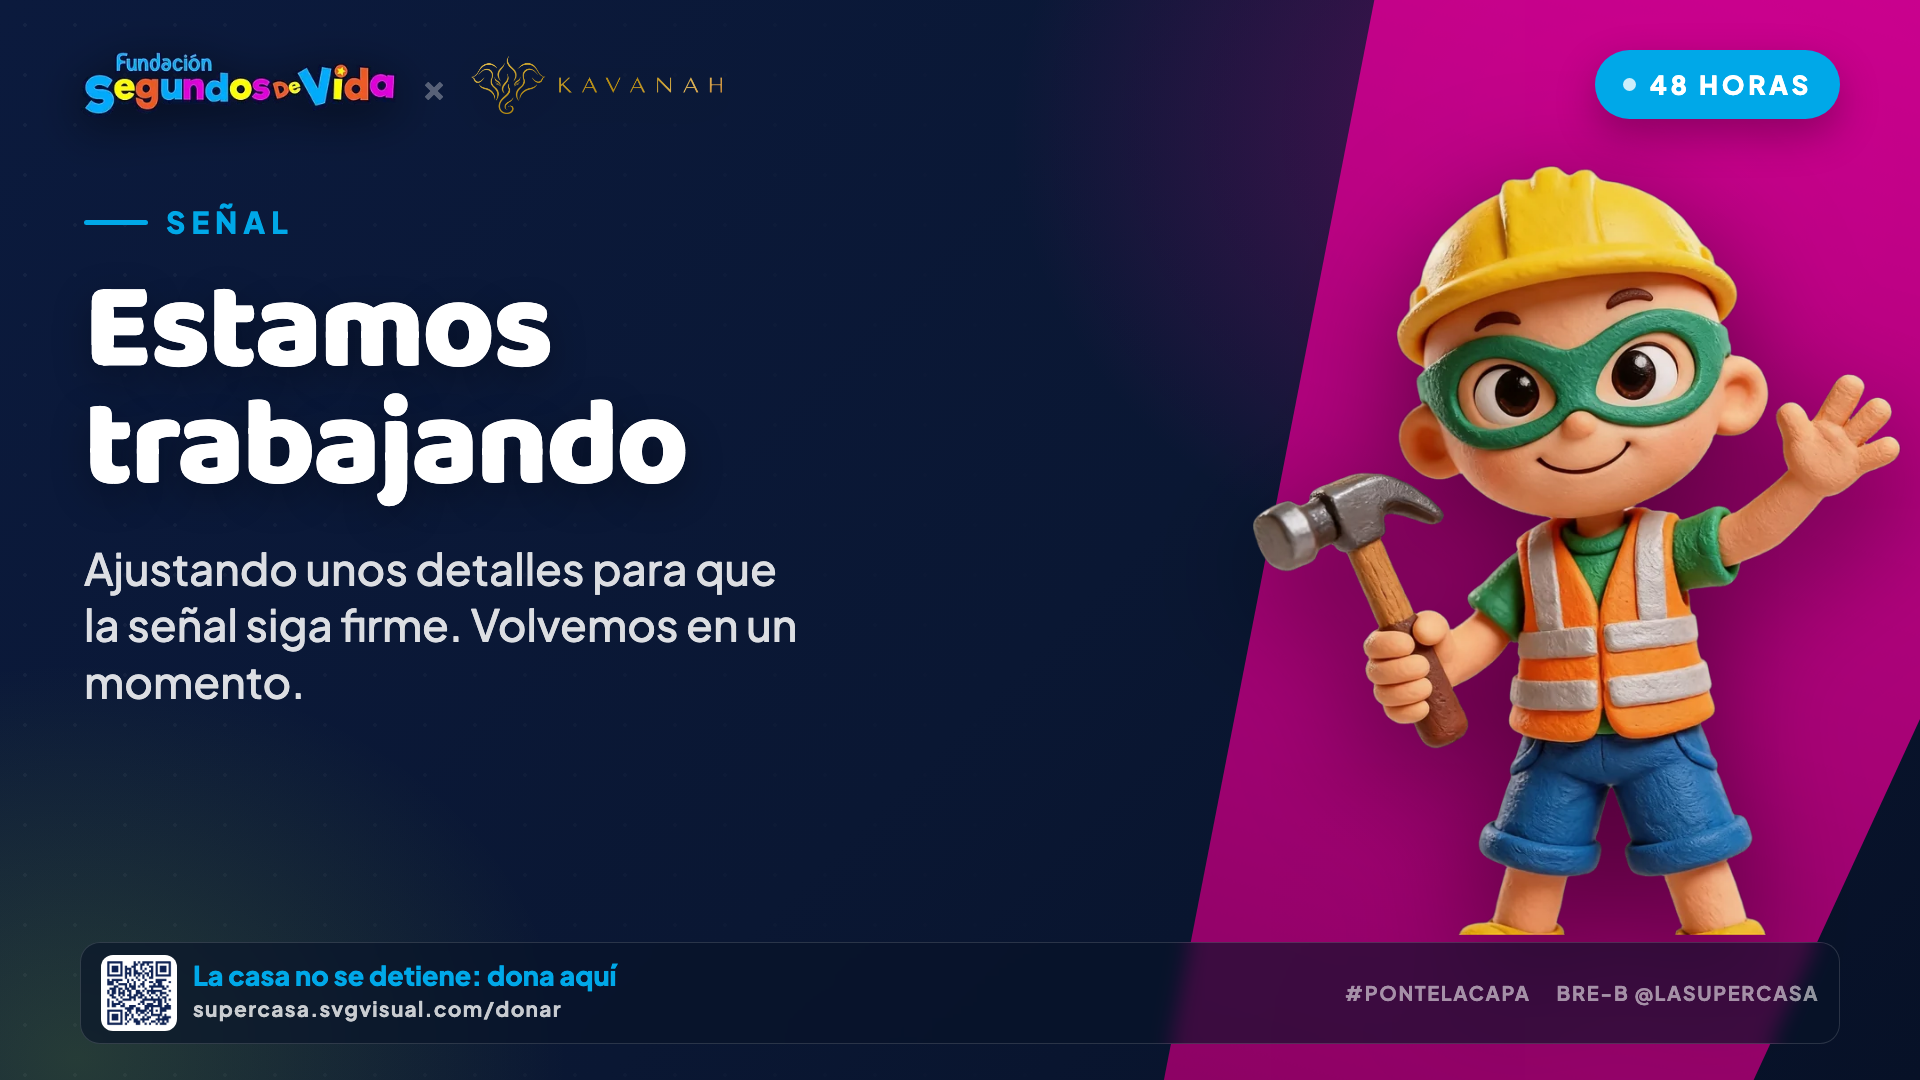 Fundación
Segundos DE Vida × KAVANAH
48 HORAS
SEÑAL
Estamos
trabajando
Ajustando unos detalles para que
la señal siga firme. Volvemos en un
momento.
La casa no se detiene: dona aquí
supercasa.svgvisual.com/donar
#PONTELACAPA BRE-B @LASUPERCASA